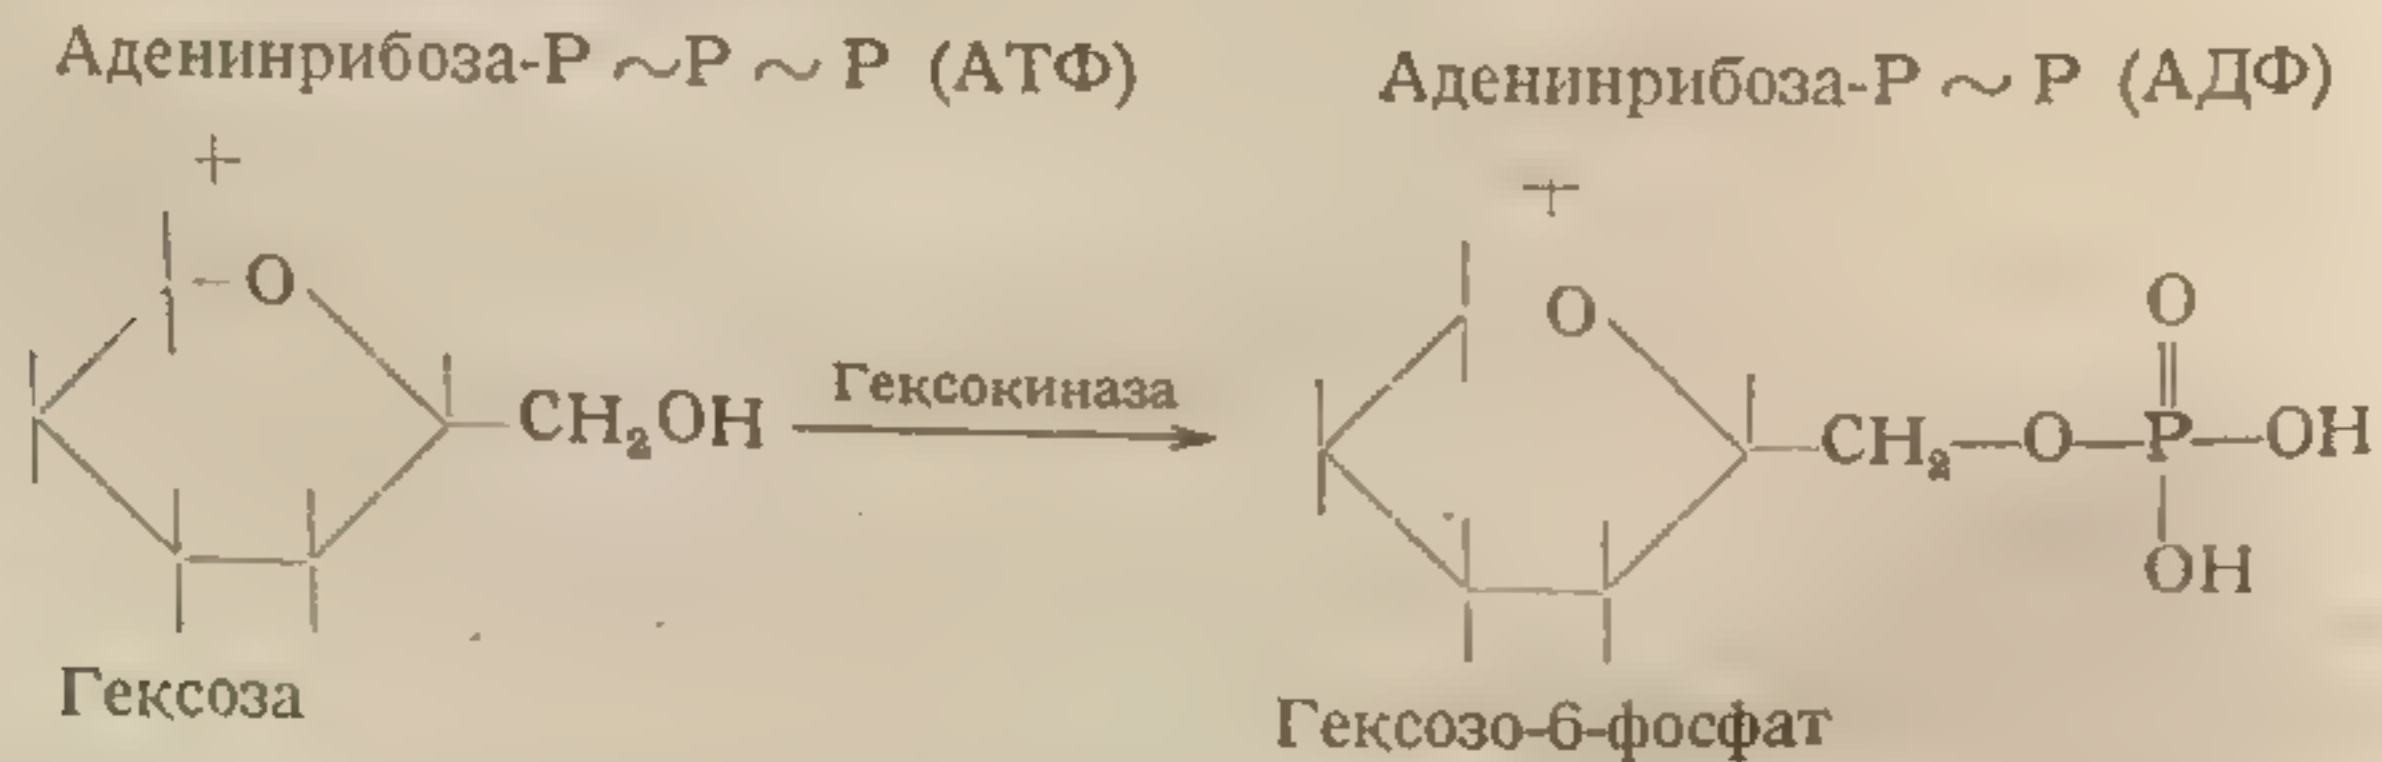 Аденинрибоза-P ~ P ~ P (АТФ)
Аденинрибоза-P ~ P (АДФ)
+
+
O
O
O
Гексокиназа
CH₂OH
CH₂—O—P—OH
OH
Гексоза
Гексозо-6-фосфат